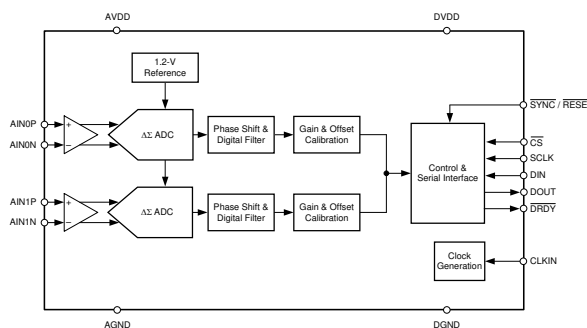 AVDD
DVDD
1.2-V
Reference
SYNC / RESE
AIN0P
+
ΔΣ ADC
Phase Shift &
Digital Filter
Gain & Offset
Calibration
AIN0N
−
CS
Control &
Serial Interface
SCLK
DIN
DOUT
DRDY
AIN1P
+
ΔΣ ADC
Phase Shift &
Digital Filter
Gain & Offset
Calibration
AIN1N
−
Clock
Generation
CLKIN
AGND
DGND